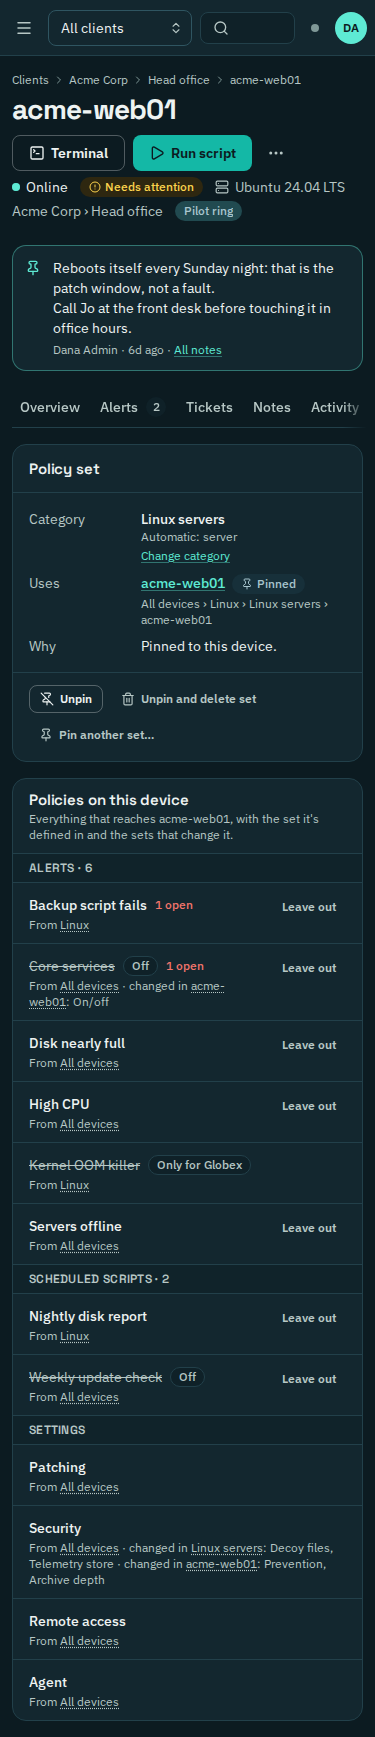 All clients
DA
Clients > Acme Corp > Head office > acme-web01
acme-web01
Terminal
Run script
Online
Needs attention
Ubuntu 24.04 LTS
Acme Corp › Head office
Pilot ring
Reboots itself every Sunday night: that is the
patch window, not a fault.
Call Jo at the front desk before touching it in
office hours.
Dana Admin · 6d ago · All notes
Overview
Alerts 2
Tickets
Notes
Activity
Policy set
Category
Linux servers
Automatic: server
Change category
Uses
acme-web01
Pinned
All devices › Linux › Linux servers ›
acme-web01
Why
Pinned to this device.
Unpin
Unpin and delete set
Pin another set...
Policies on this device
Everything that reaches acme-web01, with the set it's
defined in and the sets that change it.
ALERTS · 6
Backup script fails 1 open
Leave out
From Linux
Core services Off 1 open
Leave out
From All devices · changed in acme-
web01: On/off
Disk nearly full
Leave out
From All devices
High CPU
Leave out
From All devices
Kernel OOM killer Only for Globex
From Linux
Servers offline
Leave out
From All devices
SCHEDULED SCRIPTS · 2
Nightly disk report
Leave out
From Linux
Weekly update check Off
Leave out
From All devices
SETTINGS
Patching
From All devices
Security
From All devices · changed in Linux servers: Decoy files,
Telemetry store · changed in acme-web01: Prevention,
Archive depth
Remote access
From All devices
Agent
From All devices